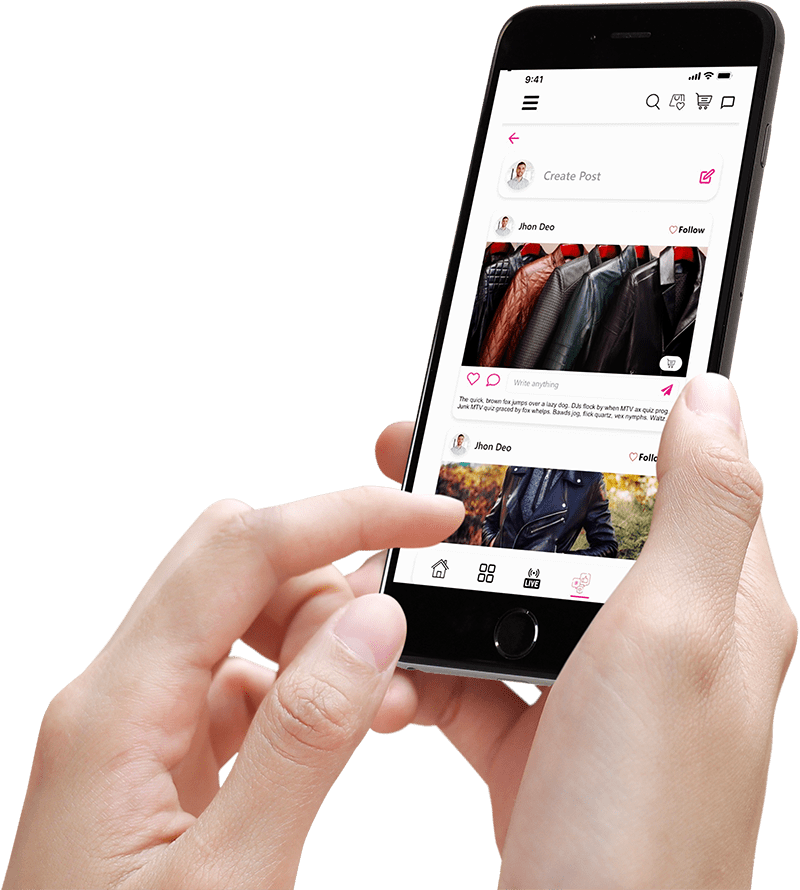 9:41
Create Post
Jhon Deo
Follow
Write anything
The quick, brown fox jumps over a lazy dog. DJs flock by when MTV ax quiz prog.
Junk MTV quiz graced by fox whelps. Bawds jog, flick quartz, vex nymphs. Waltz
Jhon Deo
Follo
LIVE